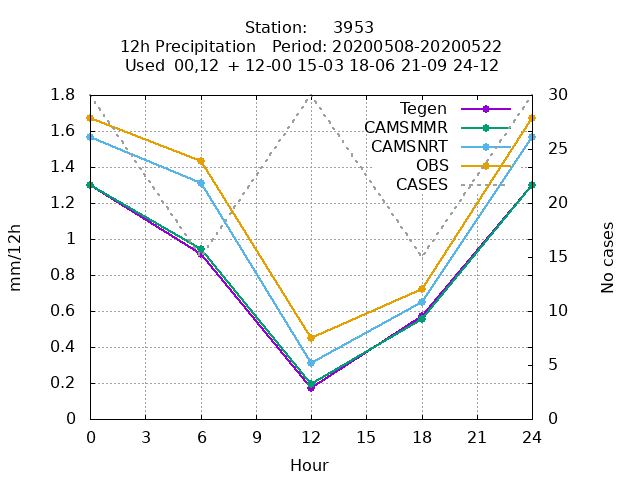 Station: 3953
12h Precipitation Period: 20200508-20200522
Used 00,12 + 12-00 15-03 18-06 21-09 24-12
mm/12h
1.8
1.6
1.4
1.2
1
0.8
0.6
0.4
0.2
0
Tegen
CAMSMMR
CAMSNRT
OBS
CASES
30
25
20
15
10
5
0
No cases
0 3 6 9 12 15 18 21 24
Hour